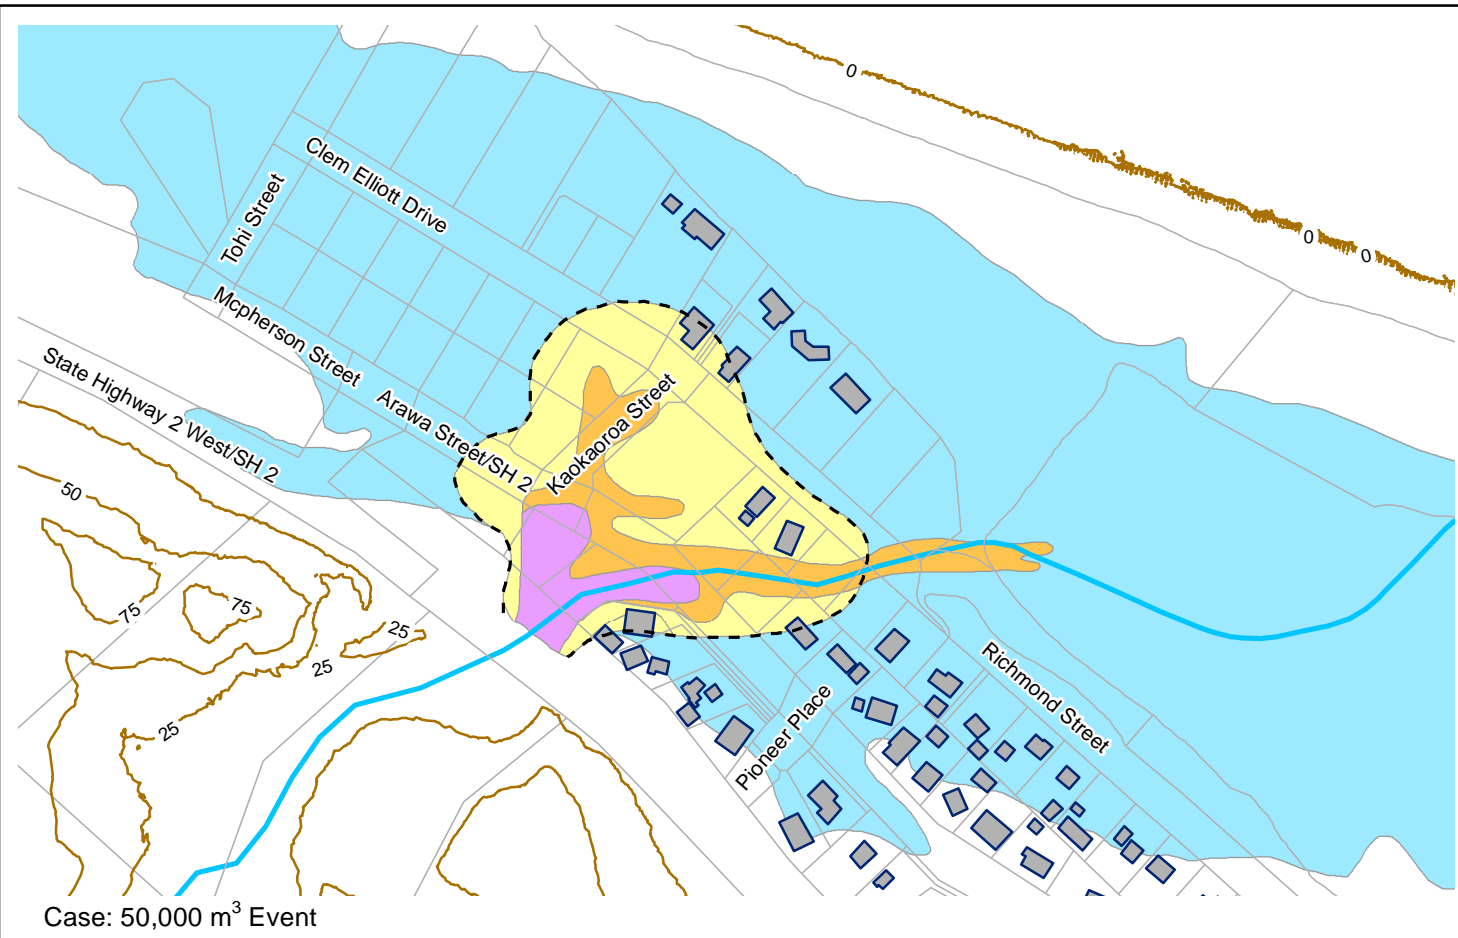 0
Clem Elliott Drive
Tohi Street
0
0
Mcpherson Street
State Highway 2 West/SH 2
Arawa Street/SH 2
Kaokaoroa Street
50
75
75
25
25
25
Richmond Street
Pioneer Place
Case: 50,000 m³ Event